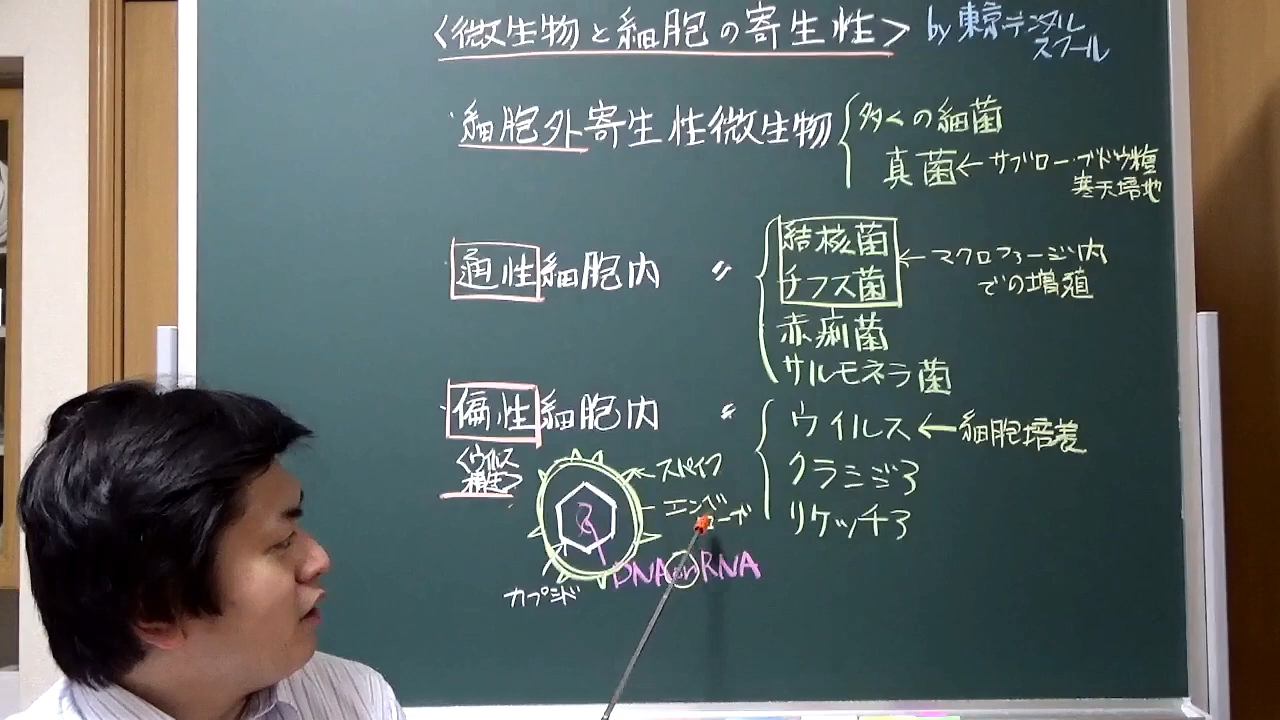 〈微生物と細胞の寄生性〉 by 東京デンタル
スクール
・細胞外寄生性微生物
多くの細菌
真菌←サブロー・ブドウ糖
寒天培地
・通性細胞内 〃
結核菌
チフス菌
←マクロファージ内
での増殖
赤痢菌
サルモネラ菌
・偏性細胞内 〃
ウイルス←細胞培養
クラミジア
リケッチア
〈ウイルス
構造〉
←スパイク
エンベ
ロープ
DNA or RNA
カプシド